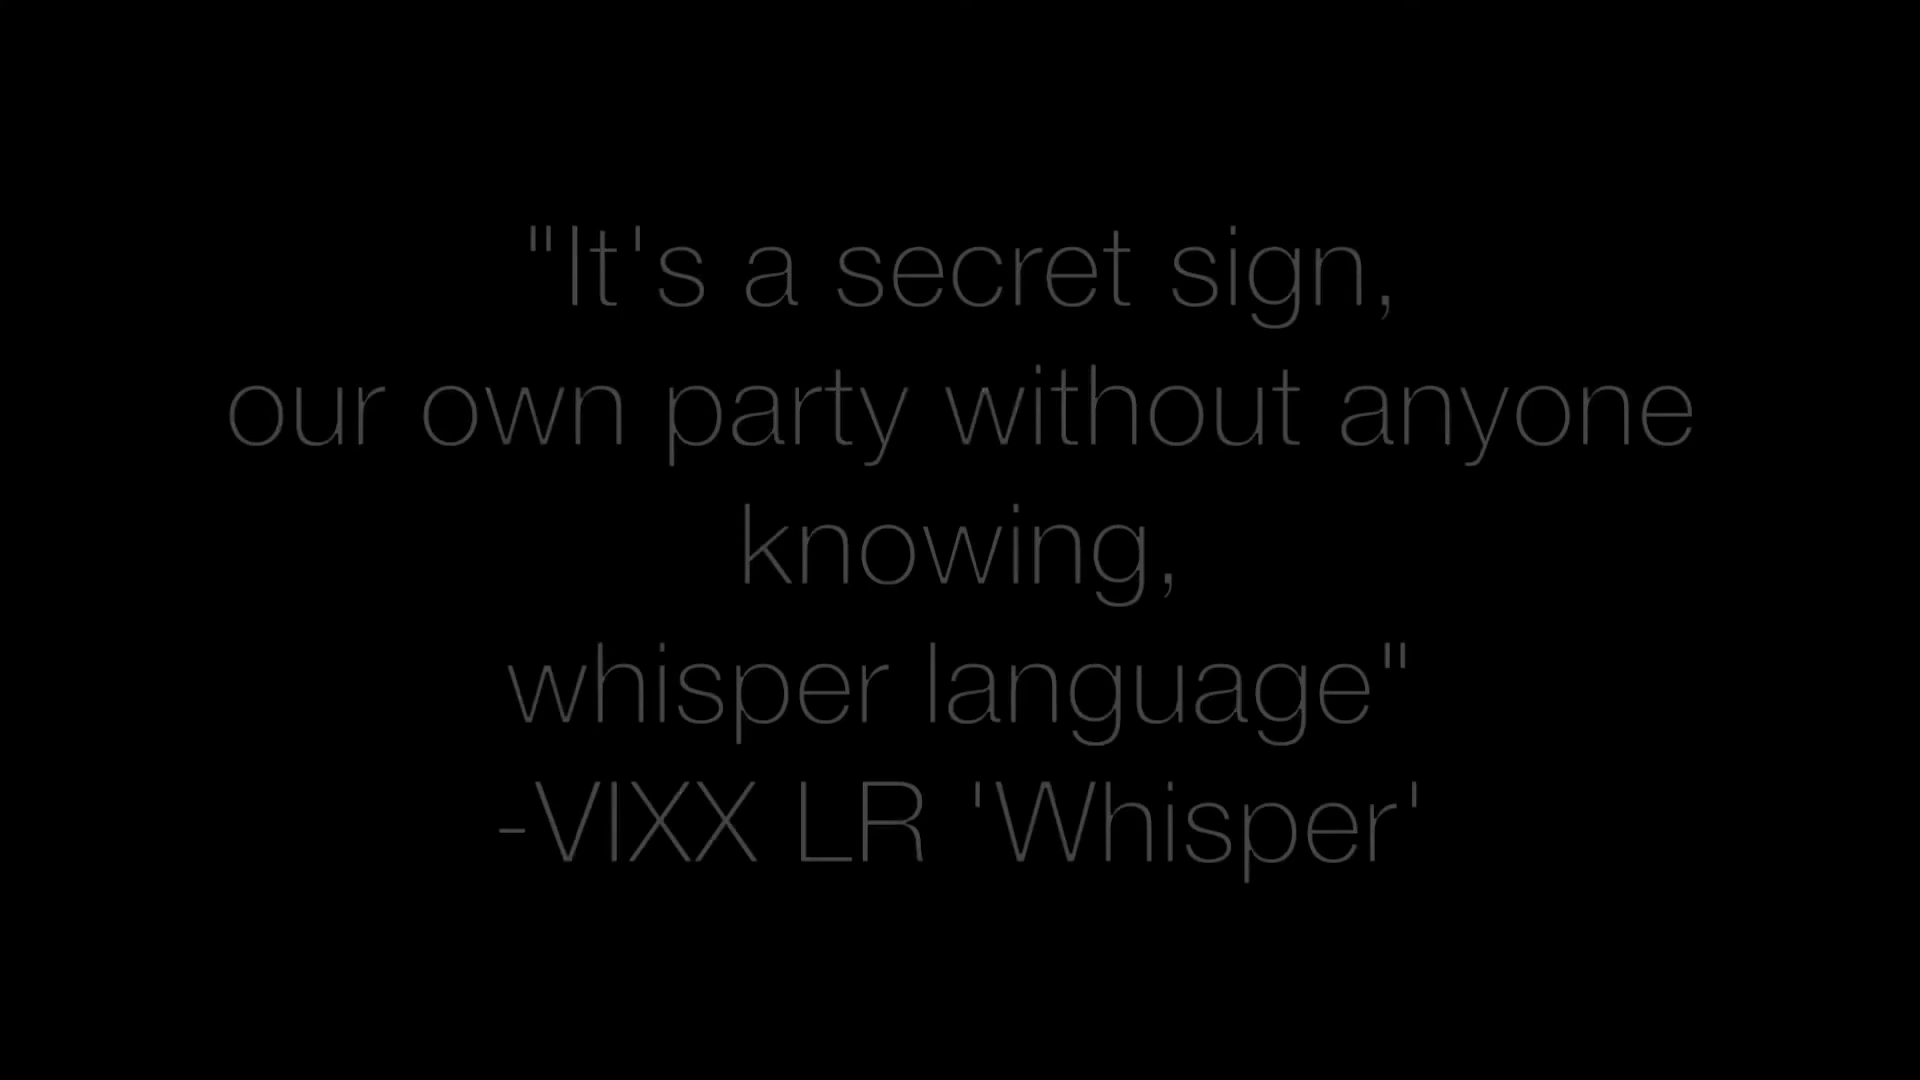 "It's a secret sign,
our own party without anyone
knowing,
whisper language"
-VIXX LR 'Whisper'